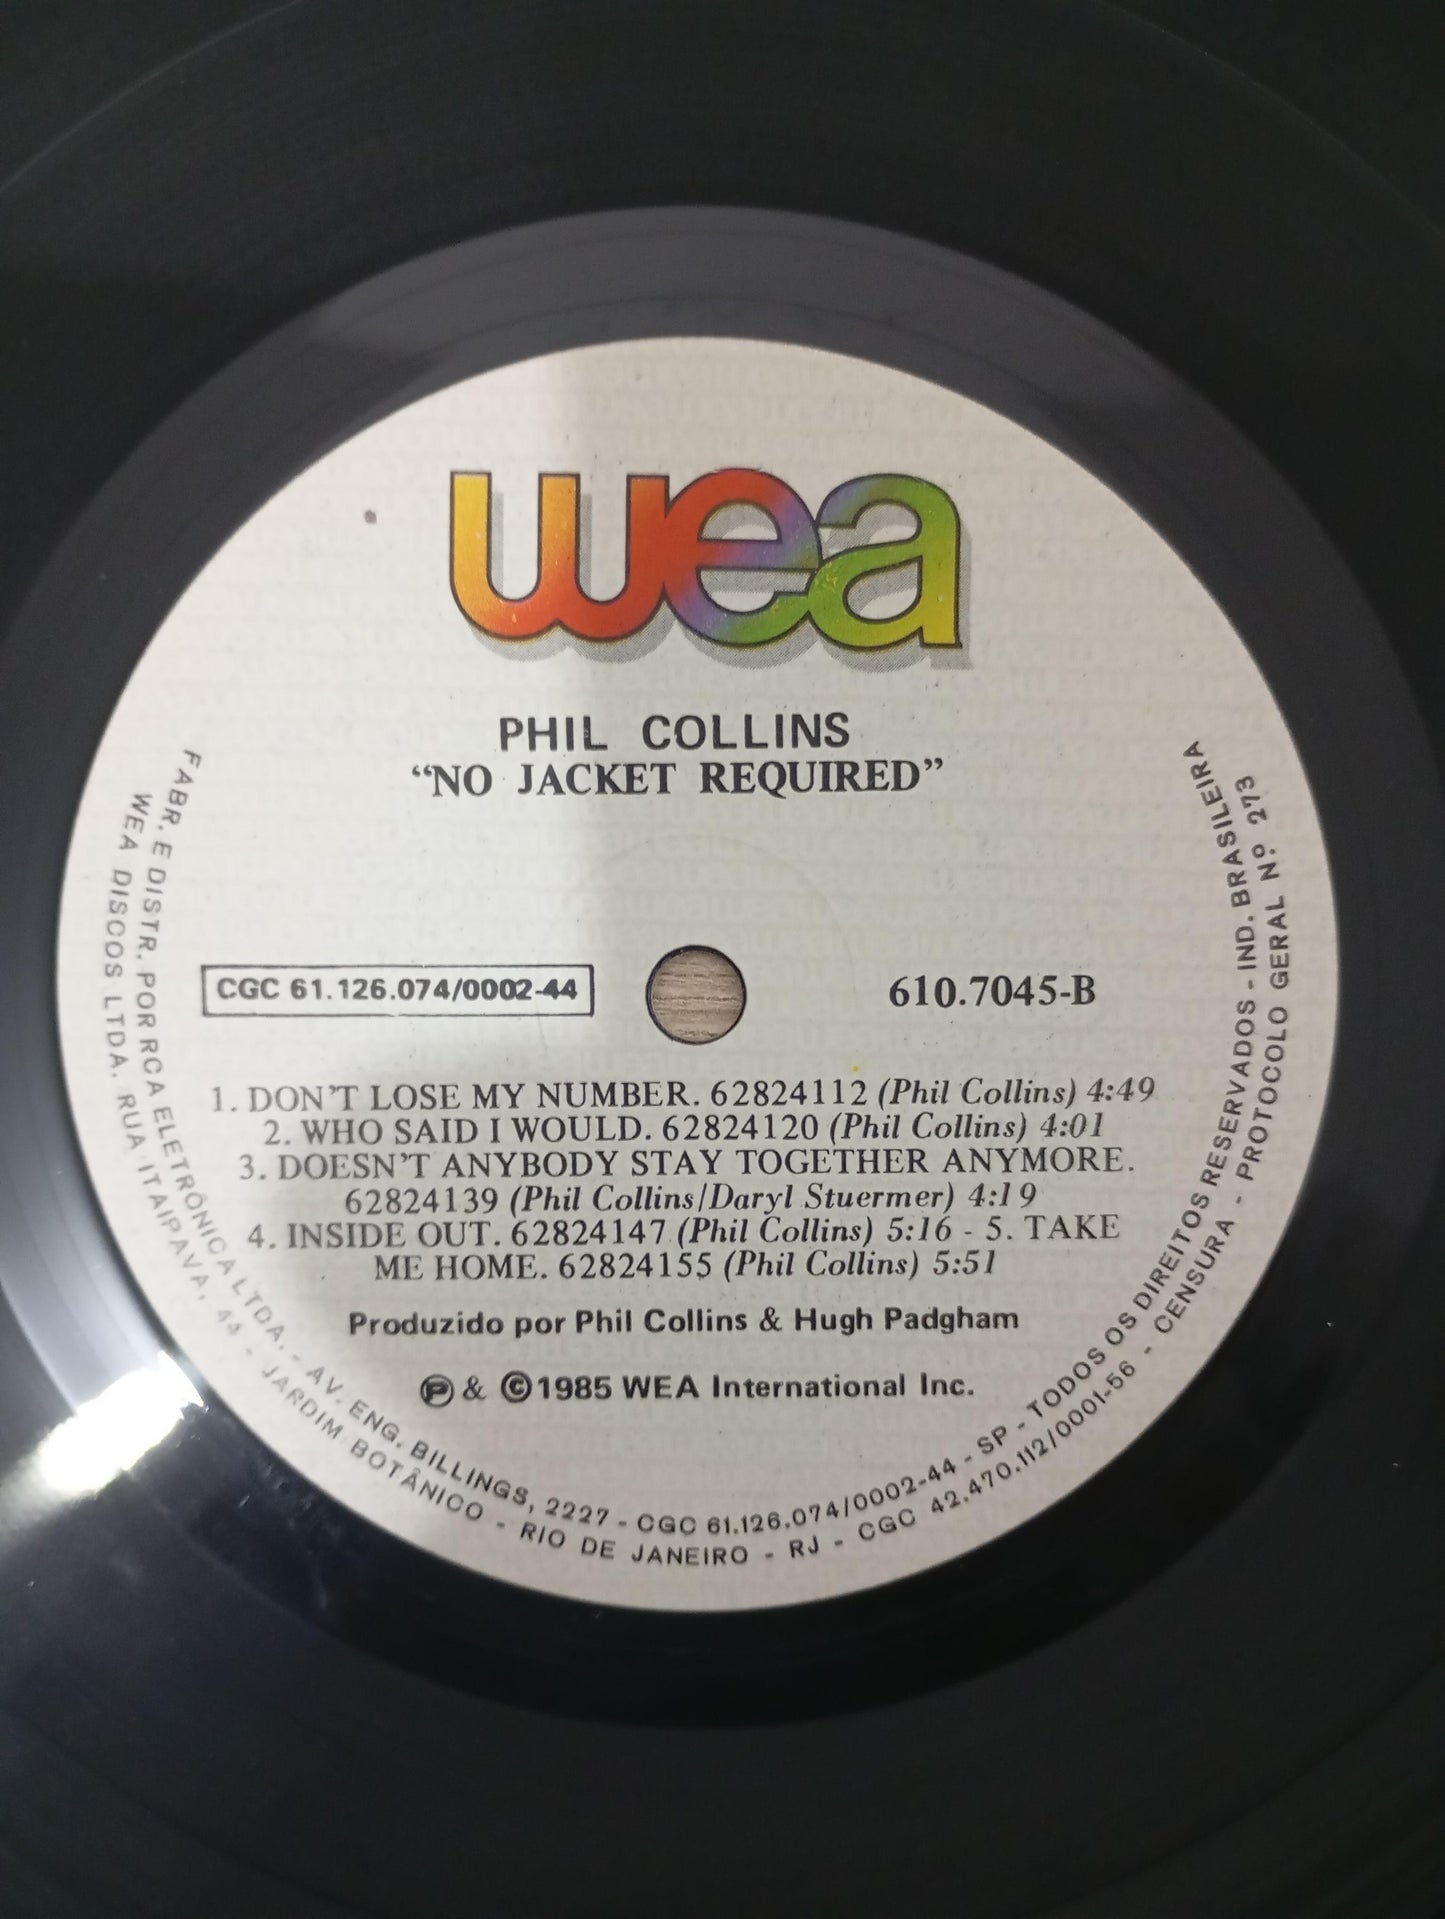 wea
PHIL COLLINS
“NO JACKET REQUIRED”
CGC 61.126.074/0002-44
610.7045-B
1. DON’T LOSE MY NUMBER. 62824112 (Phil Collins) 4:49
2. WHO SAID I WOULD. 62824120 (Phil Collins) 4:01
3. DOESN’T ANYBODY STAY TOGETHER ANYMORE.
62824139 (Phil Collins/Daryl Stuermer) 4:19
4. INSIDE OUT. 62824147 (Phil Collins) 5:16 - 5. TAKE
ME HOME. 62824155 (Phil Collins) 5:51
Produzido por Phil Collins & Hugh Padgham
℗ & ©1985 WEA International Inc.
FABR. E DISTR. POR RCA ELETRÔNICA LTDA. - AV. ENG. BILLINGS, 2227 - CGC 61.126.074/0002-44 - SP - TODOS OS DIREITOS RESERVADOS - IND. BRASILEIRA
WEA DISCOS LTDA. RUA ITAIPAVA, 44 - JARDIM BOTÂNICO - RIO DE JANEIRO - RJ - CGC 42.470.112/0001-56 - CENSURA - PROTOCOLO GERAL Nº 273